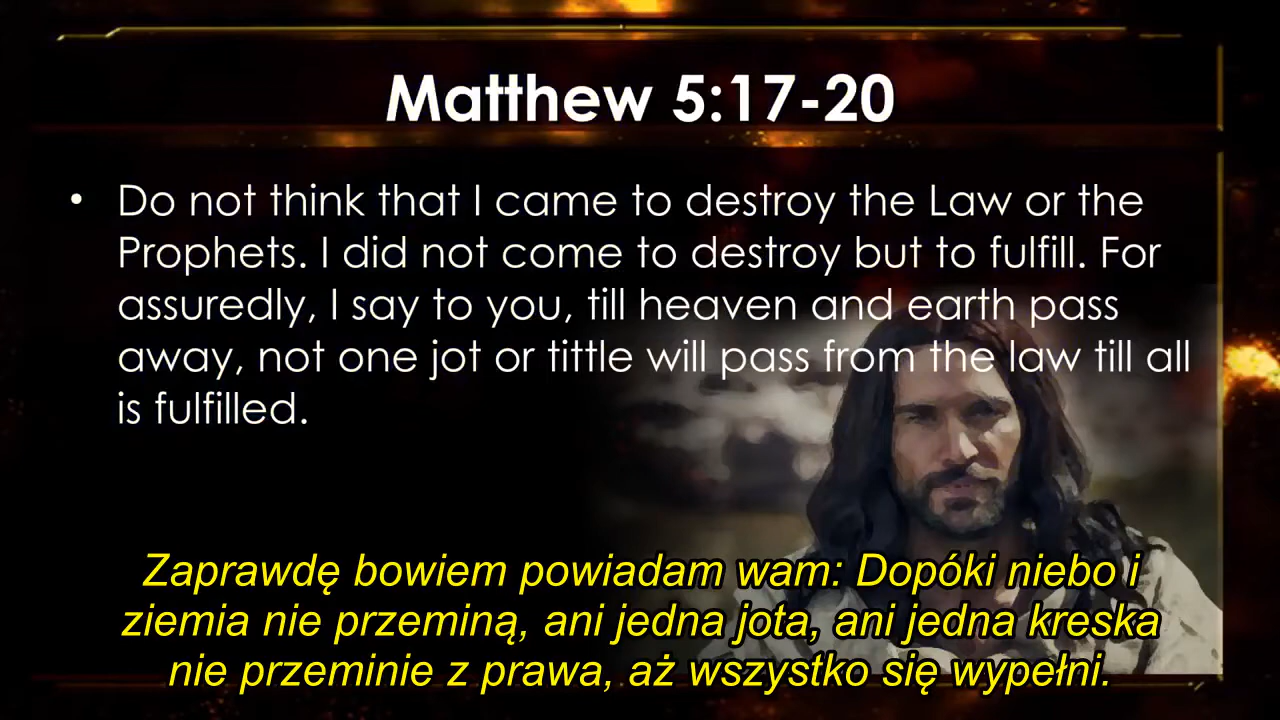 Matthew 5:17-20
• Do not think that I came to destroy the Law or the
Prophets. I did not come to destroy but to fulfill. For
assuredly, I say to you, till heaven and earth pass
away, not one jot or tittle will pass from the law till all
is fulfilled.
Zaprawdę bowiem powiadam wam: Dopóki niebo i
ziemia nie przeminą, ani jedna jota, ani jedna kreska
nie przeminie z prawa, aż wszystko się wypełni.